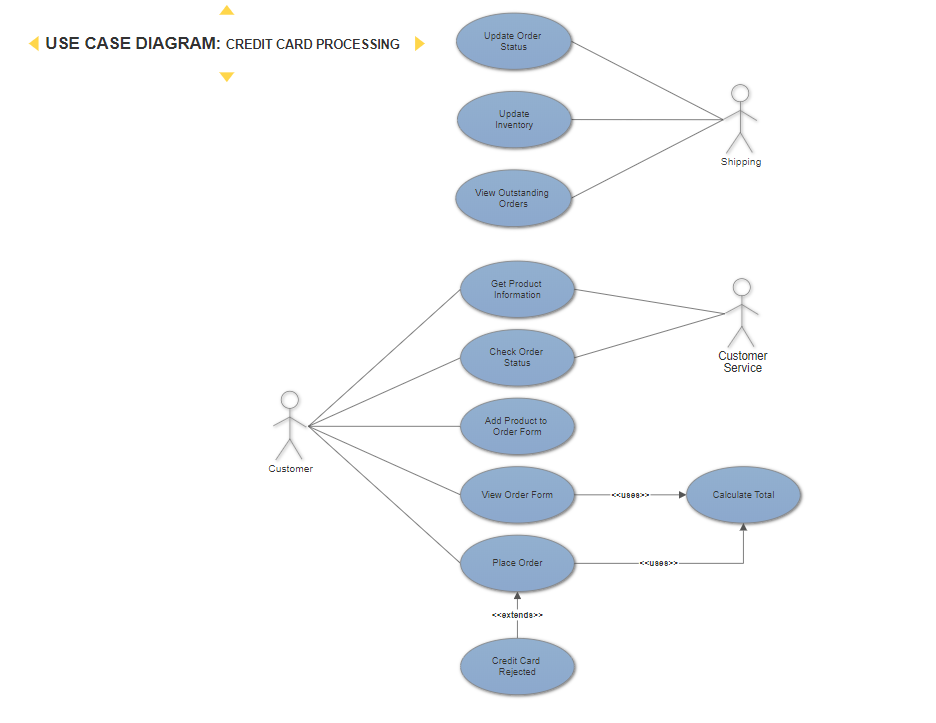 USE CASE DIAGRAM: CREDIT CARD PROCESSING
Update Order
Status
Update
Inventory
Shipping
View Outstanding
Orders
Get Product
Information
Check Order
Status
Customer
Service
Add Product to
Order Form
Customer
View Order Form
<<uses>>
Calculate Total
Place Order
<<uses>>
<<extends>>
Credit Card
Rejected